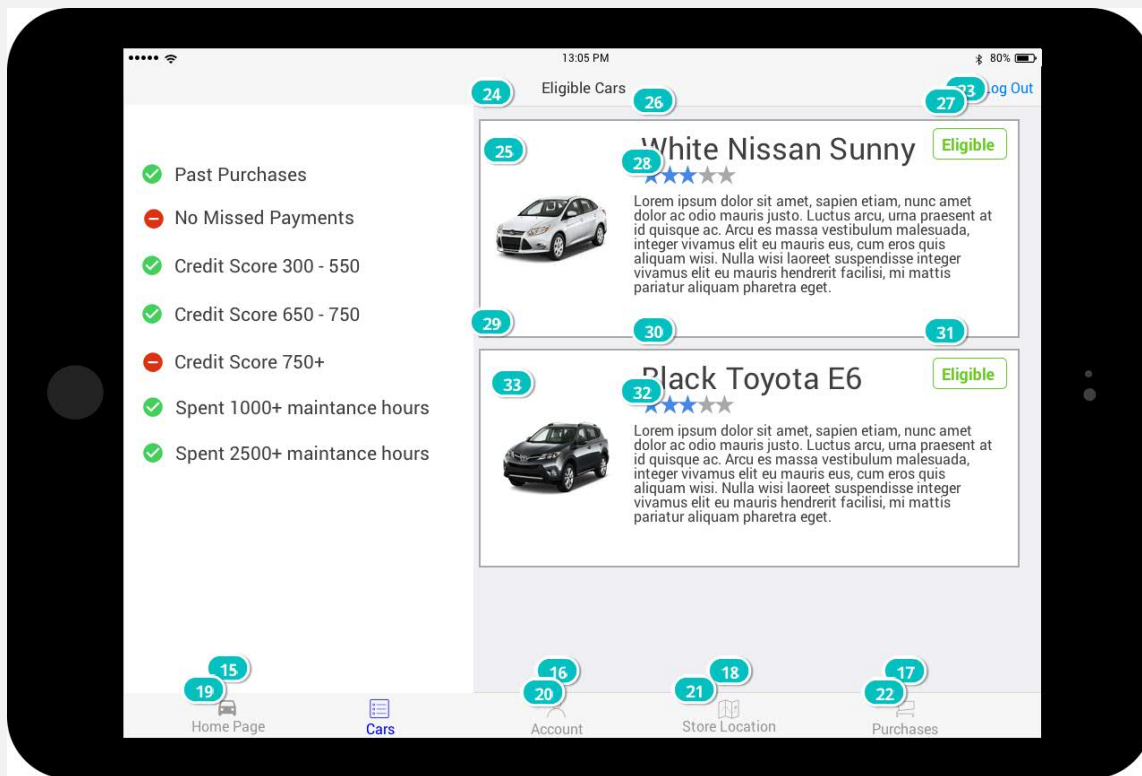 13:05 PM
80%
24
Eligible Cars
26
27
23
Log Out
25
White Nissan Sunny
Eligible
28
Lorem ipsum dolor sit amet, sapien etiam, nunc amet
dolor ac odio mauris justo. Luctus arcu, urna praesent at
id quisque ac. Arcu es massa vestibulum malesuada,
integer vivamus elit eu mauris eus, cum eros quis
aliquam wisi. Nulla wisi laoreet suspendisse integer
vivamus elit eu mauris hendrerit facilisi, mi mattis
pariatur aliquam pharetra eget.
29
30
31
33
Black Toyota E6
Eligible
32
Lorem ipsum dolor sit amet, sapien etiam, nunc amet
dolor ac odio mauris justo. Luctus arcu, urna praesent at
id quisque ac. Arcu es massa vestibulum malesuada,
integer vivamus elit eu mauris eus, cum eros quis
aliquam wisi. Nulla wisi laoreet suspendisse integer
vivamus elit eu mauris hendrerit facilisi, mi mattis
pariatur aliquam pharetra eget.
Past Purchases
No Missed Payments
Credit Score 300 - 550
Credit Score 650 - 750
Credit Score 750+
Spent 1000+ maintance hours
Spent 2500+ maintance hours
15
19
Home Page
Cars
16
20
Account
18
21
Store Location
17
22
Purchases